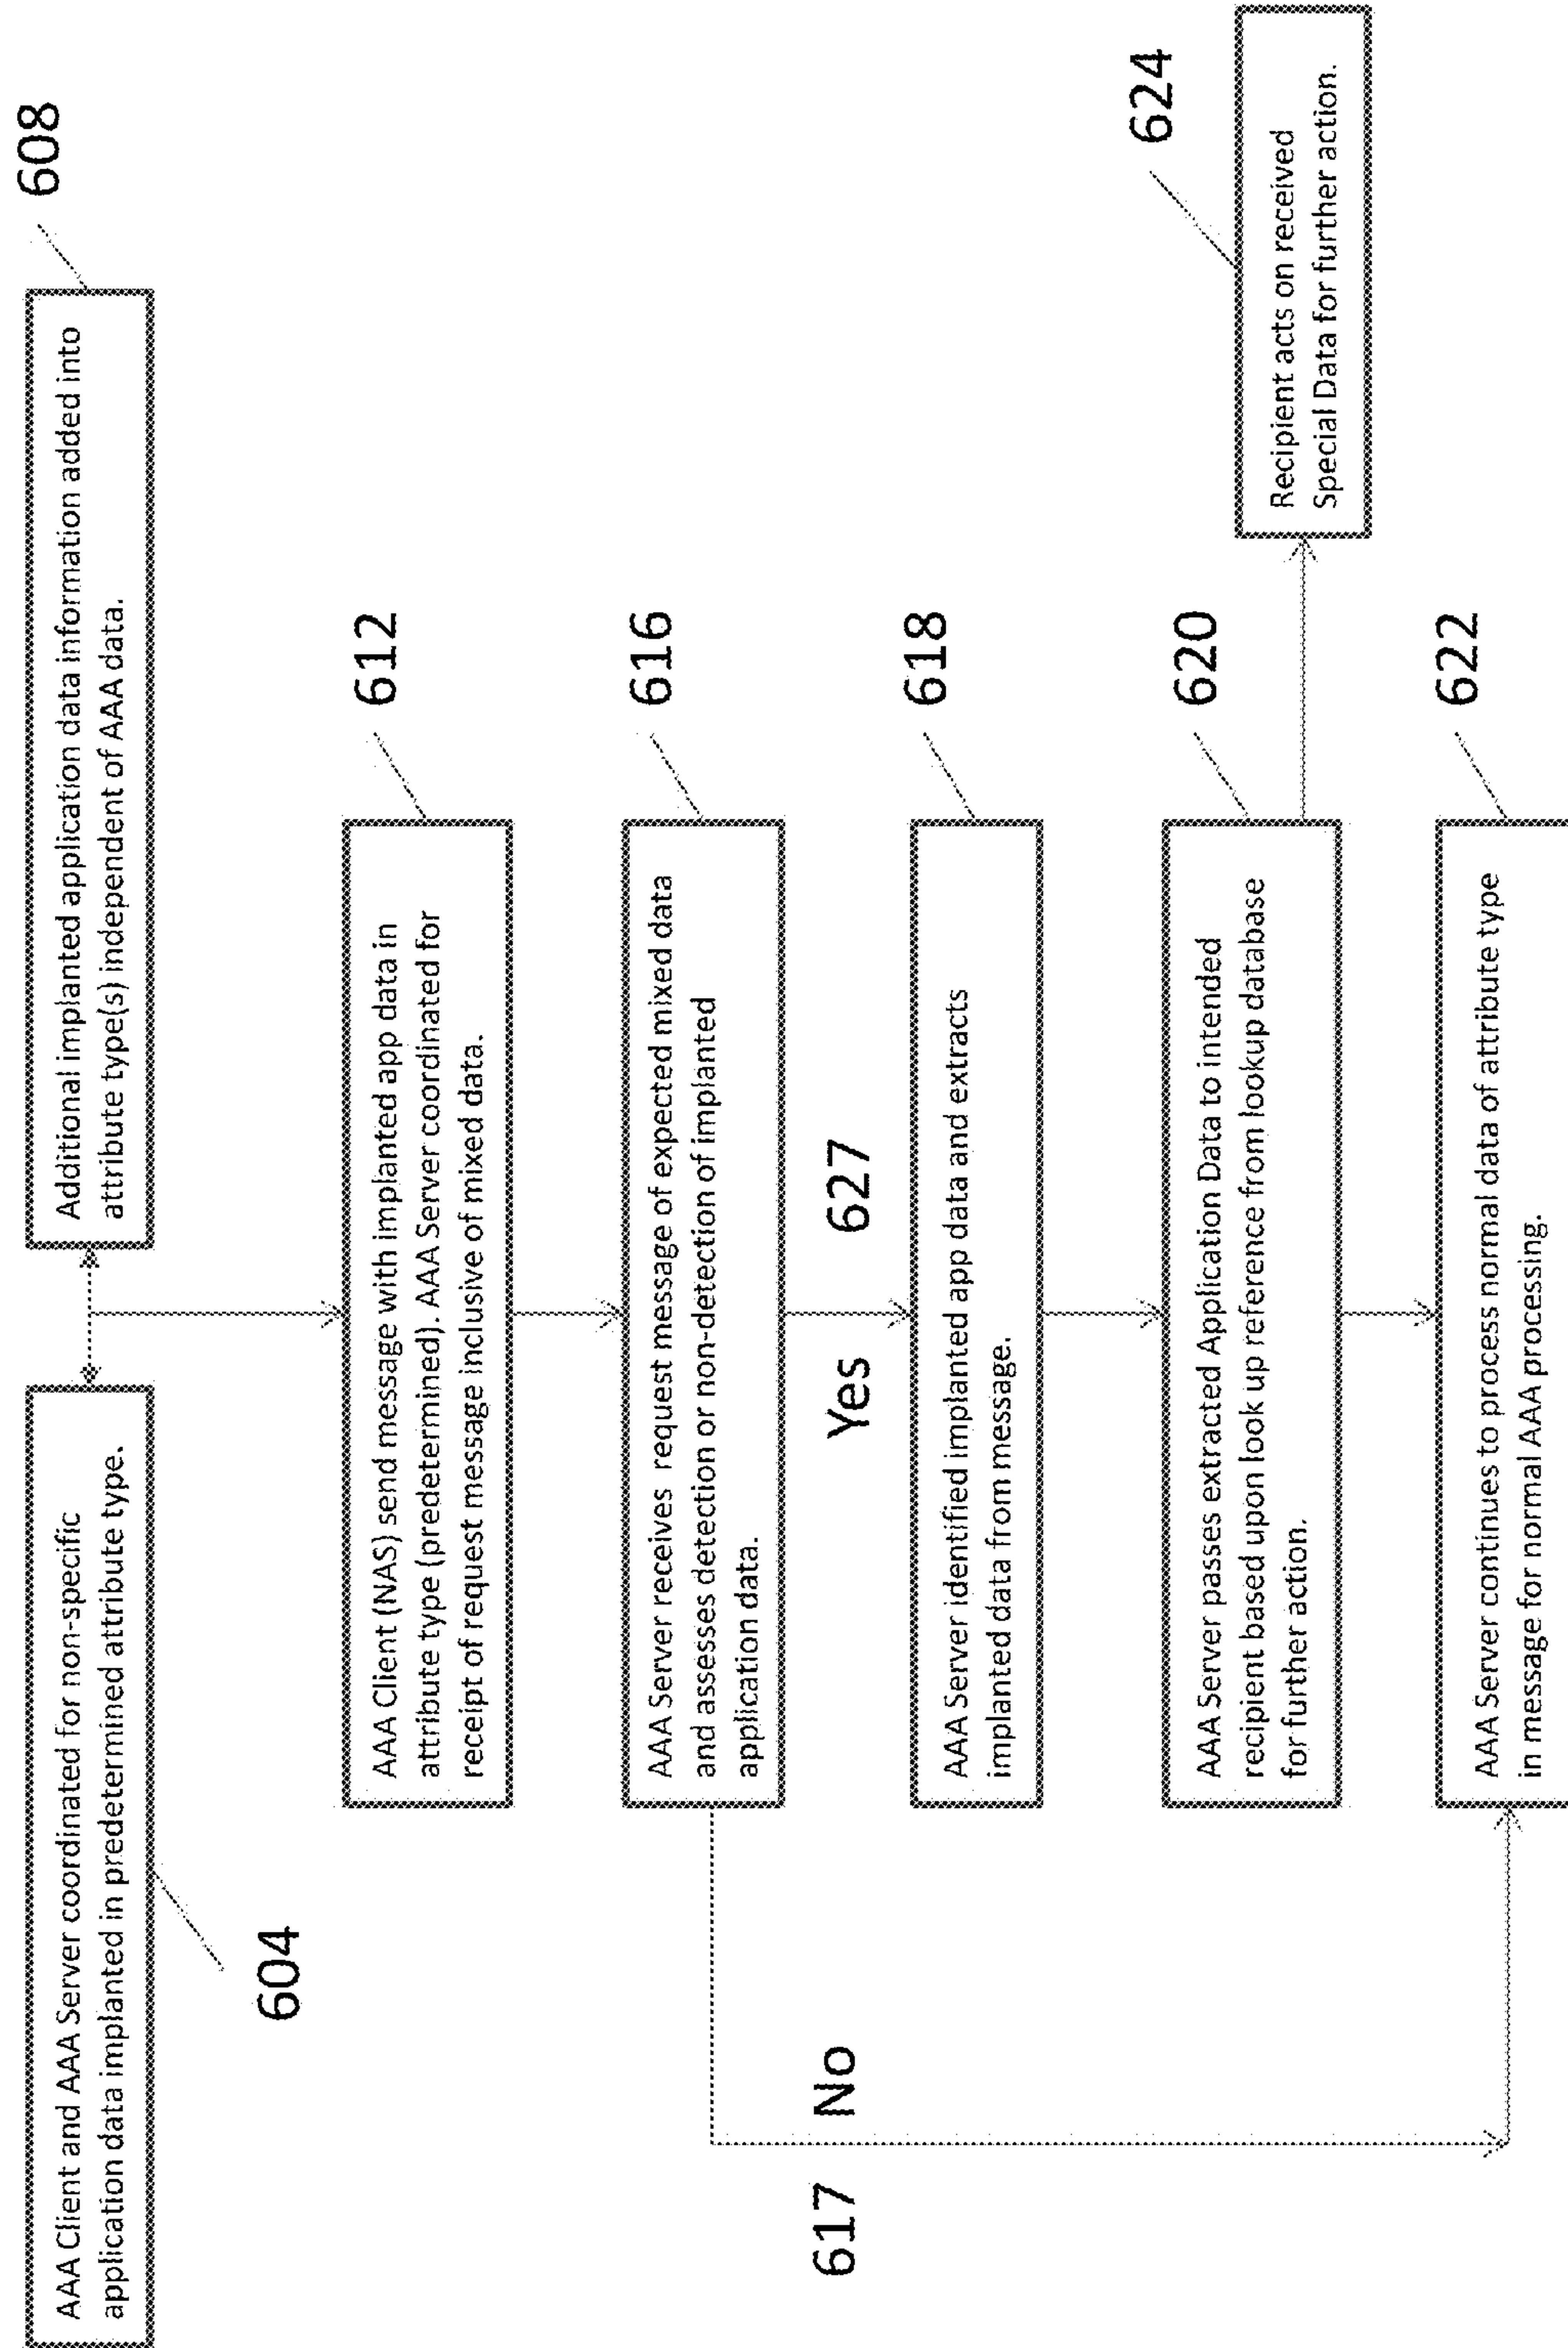 AAA Client and AAA Server coordinated for non-specific
application data implanted in predetermined attribute type.
604
Additional implanted application data information added into
attribute type(s) independent of AAA data.
608
AAA Client (NAS) send message with implanted app data in
attribute type (predetermined). AAA Server coordinated for
receipt of request message inclusive of mixed data.
612
AAA Server receives request message of expected mixed data
and assesses detection or non-detection of implanted
application data.
616
617 No
Yes 627
AAA Server identified implanted app data and extracts
implanted data from message.
618
AAA Server passes extracted Application Data to intended
recipient based upon look up reference from lookup database
for further action.
620
Recipient acts on received
Special Data for further action.
624
AAA Server continues to process normal data of attribute type
in message for normal AAA processing.
622